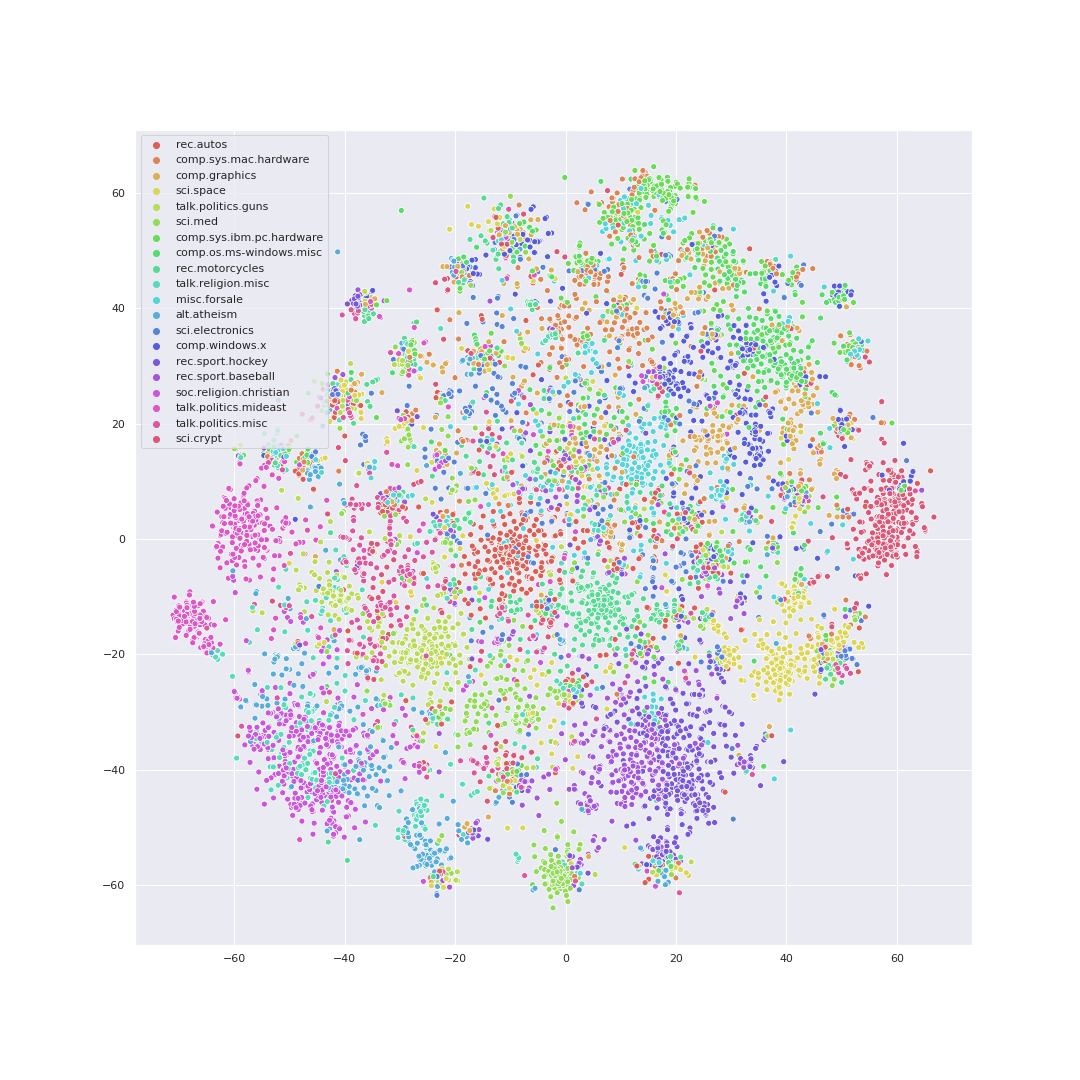 rec.autos
comp.sys.mac.hardware
comp.graphics
sci.space
talk.politics.guns
sci.med
comp.sys.ibm.pc.hardware
comp.os.ms-windows.misc
rec.motorcycles
talk.religion.misc
misc.forsale
alt.atheism
sci.electronics
comp.windows.x
rec.sport.hockey
rec.sport.baseball
soc.religion.christian
talk.politics.mideast
talk.politics.misc
sci.crypt
60
40
20
0
−20
−40
−60
−60 −40 −20 0 20 40 60